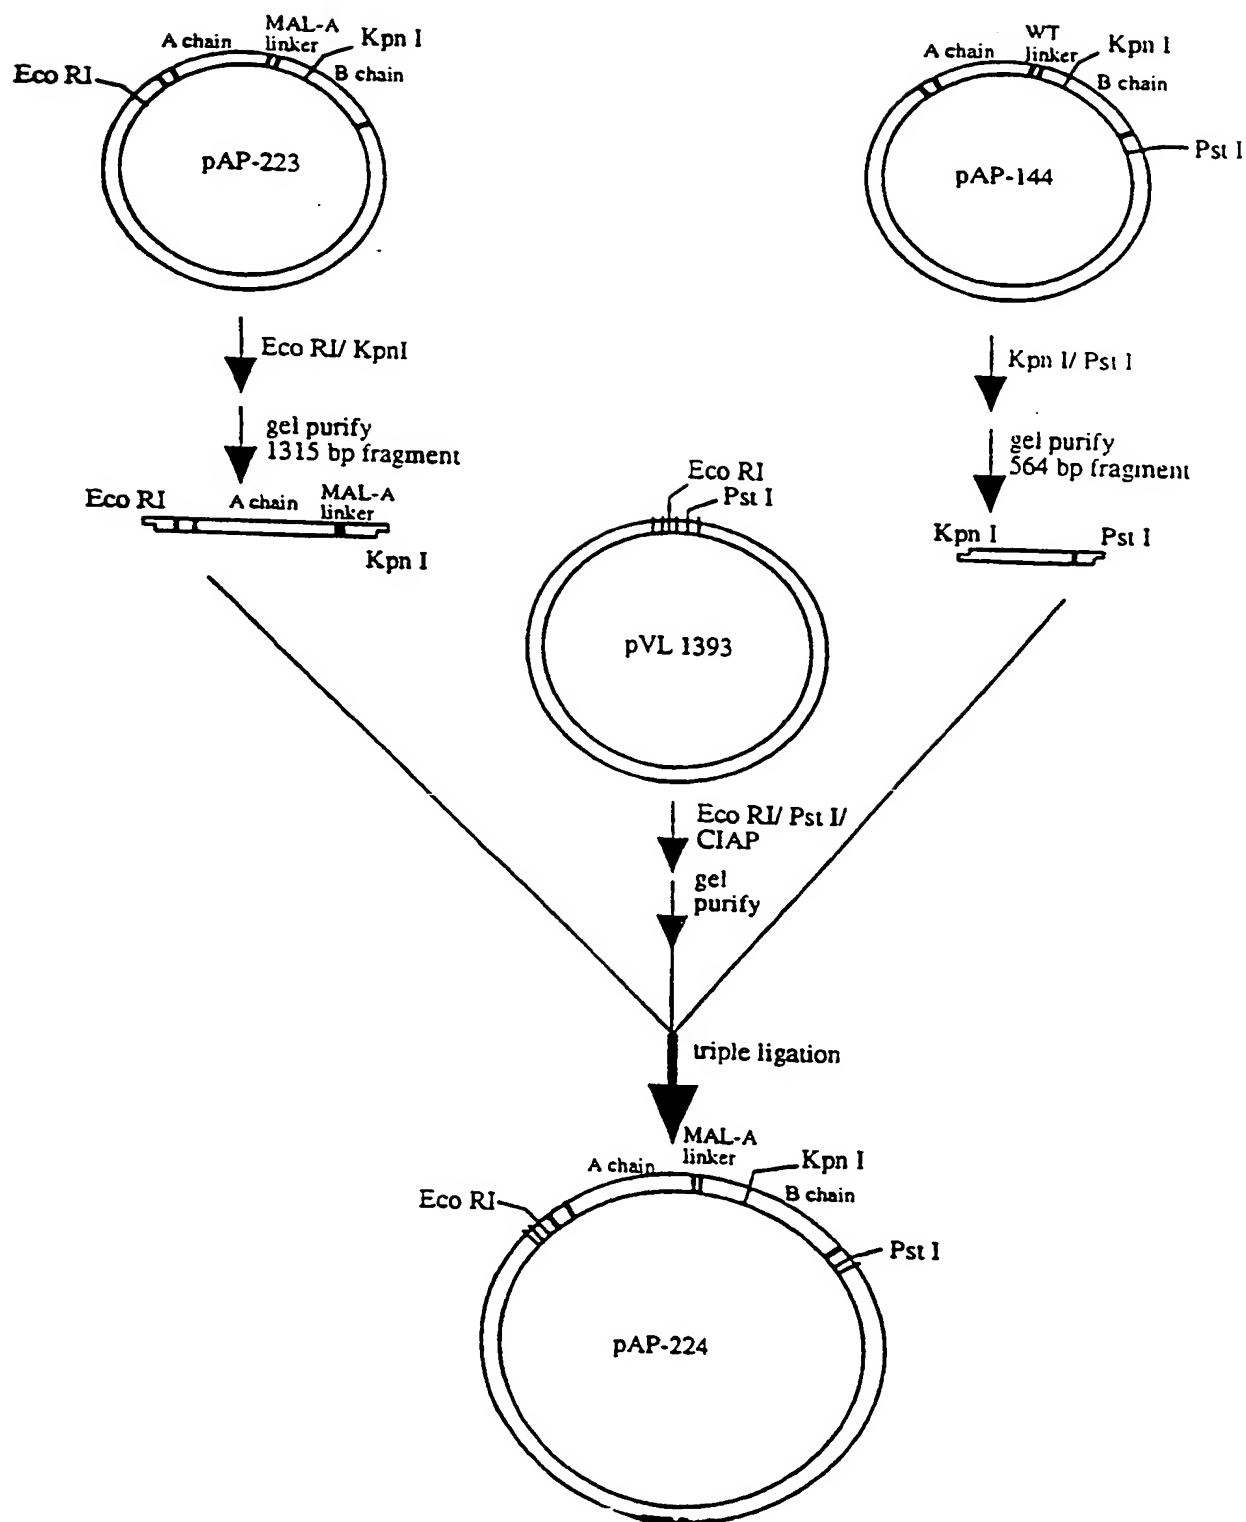 A chain
MAL-A
linker
Kpn I
Eco RI
B chain
pAP-223
A chain
WT
linker
Kpn I
B chain
Pst I
pAP-144
Eco RI/ KpnI
gel purify
1315 bp fragment
Kpn I/ Pst I
gel purify
564 bp fragment
Eco RI
A chain
MAL-A
linker
Kpn I
Eco RI
Pst I
pVL 1393
Kpn I
Pst I
Eco RI/ Pst I/
CIAP
gel
purify
triple ligation
MAL-A
linker
A chain
Kpn I
Eco RI
B chain
Pst I
pAP-224